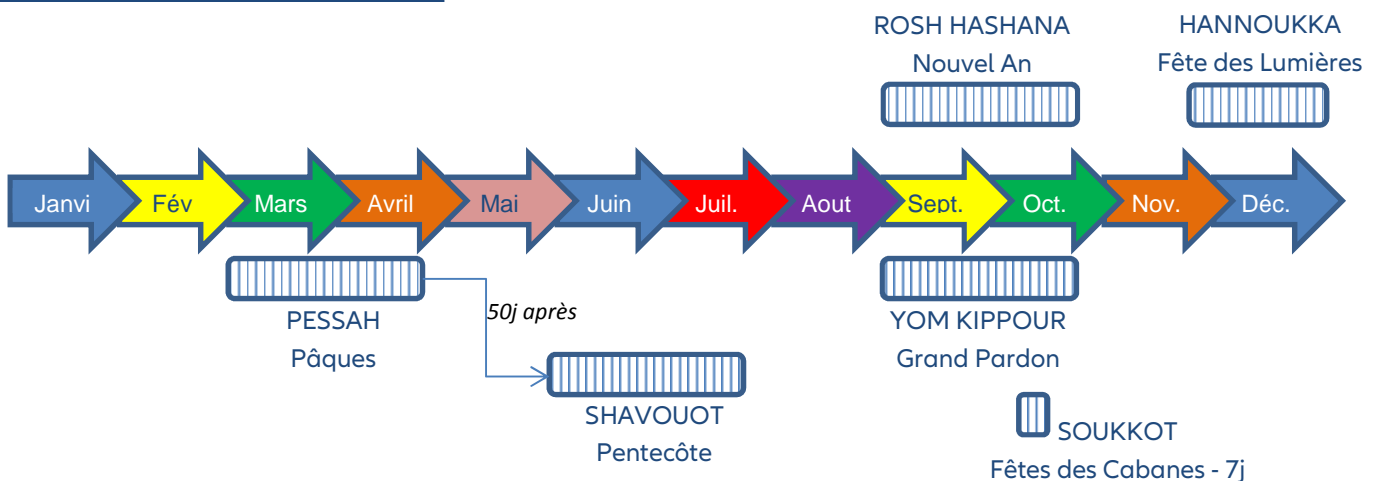 ROSH HASHANA
Nouvel An
HANNOUKKA
Fête des Lumières
Janvi
Fév
Mars
Avril
Mai
Juin
Juil.
Aout
Sept.
Oct.
Nov.
Déc.
PESSAH
Pâques
50j après
SHAVOUOT
Pentecôte
YOM KIPPOUR
Grand Pardon
SOUKKOT
Fêtes des Cabanes - 7j